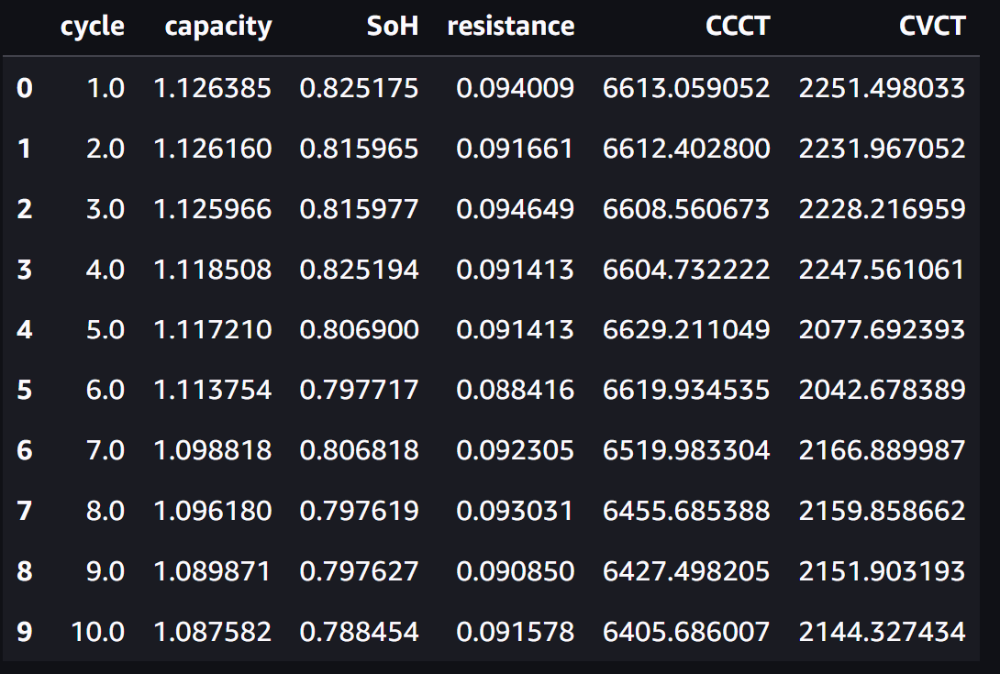 cycle capacity SoH resistance CCCT CVCT
0 1.0 1.126385 0.825175 0.094009 6613.059052 2251.498033
1 2.0 1.126160 0.815965 0.091661 6612.402800 2231.967052
2 3.0 1.125966 0.815977 0.094649 6608.560673 2228.216959
3 4.0 1.118508 0.825194 0.091413 6604.732222 2247.561061
4 5.0 1.117210 0.806900 0.091413 6629.211049 2077.692393
5 6.0 1.113754 0.797717 0.088416 6619.934535 2042.678389
6 7.0 1.098818 0.806818 0.092305 6519.983304 2166.889987
7 8.0 1.096180 0.797619 0.093031 6455.685388 2159.858662
8 9.0 1.089871 0.797627 0.090850 6427.498205 2151.903193
9 10.0 1.087582 0.788454 0.091578 6405.686007 2144.327434